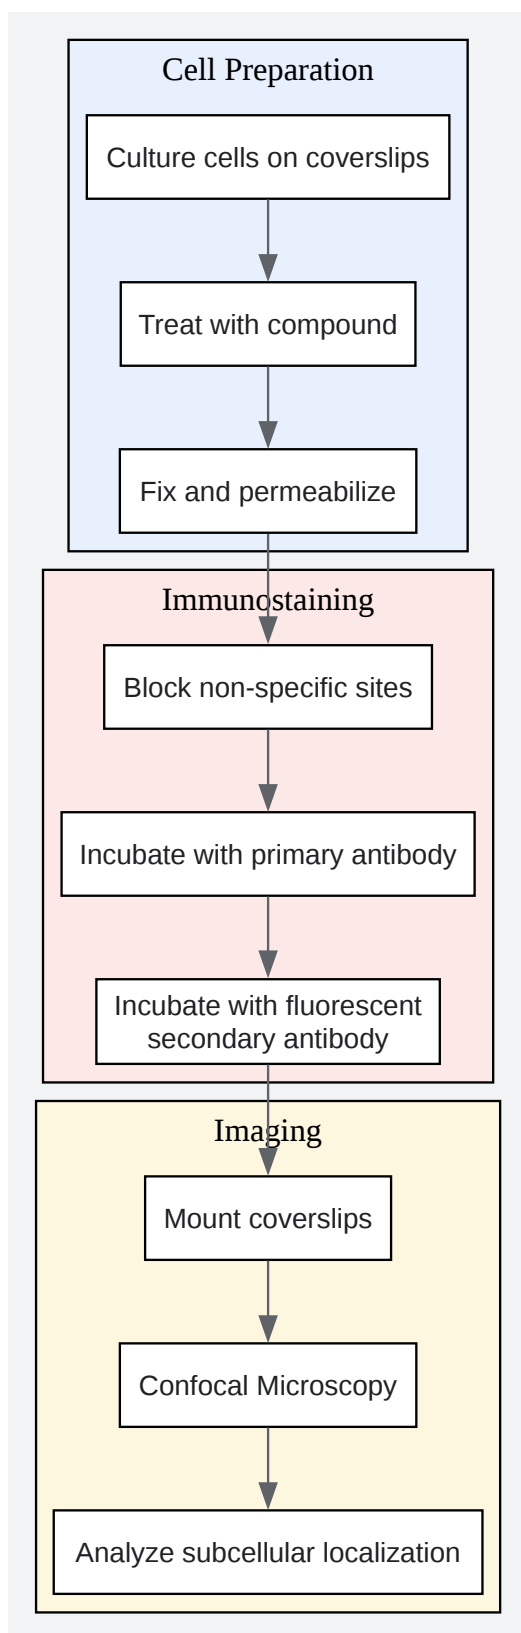 Cell Preparation
Culture cells on coverslips
Treat with compound
Fix and permeabilize
Immunostaining
Block non-specific sites
Incubate with primary antibody
Incubate with fluorescent
secondary antibody
Imaging
Mount coverslips
Confocal Microscopy
Analyze subcellular localization